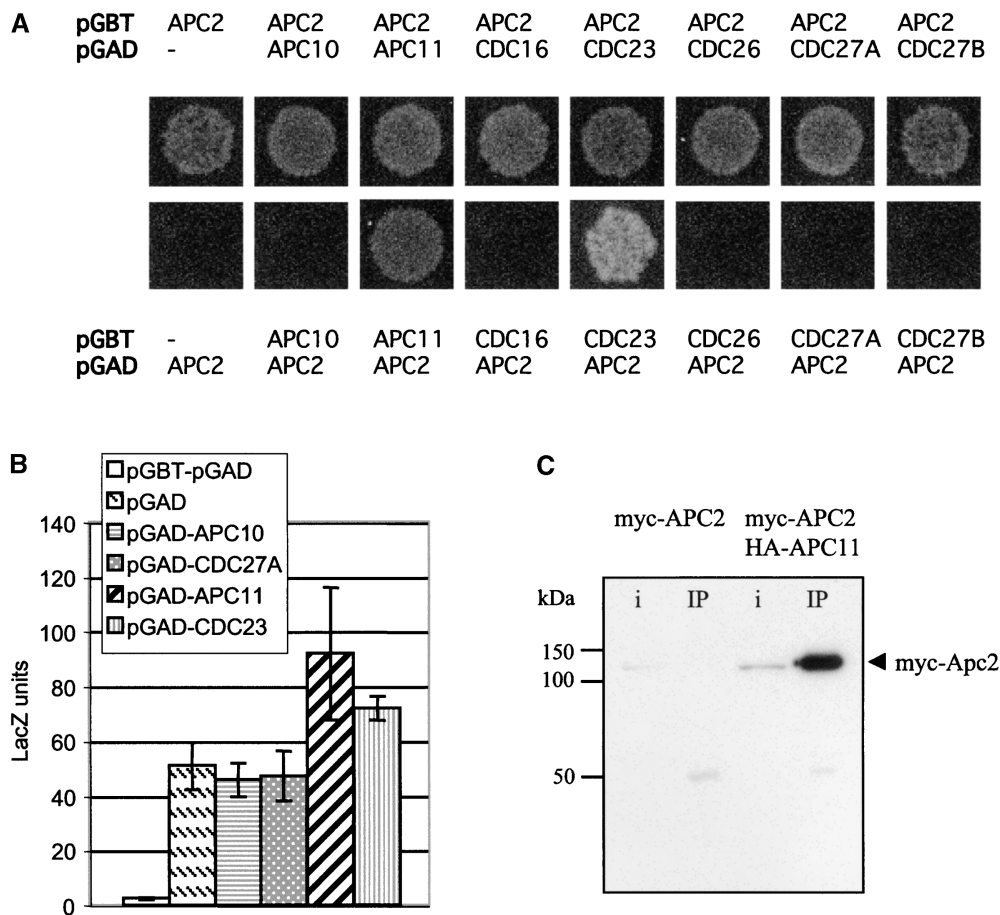 A
pGBT APC2 APC2 APC2 APC2 APC2 APC2 APC2 APC2
pGAD - APC10 APC11 CDC16 CDC23 CDC26 CDC27A CDC27B
pGBT - APC10 APC11 CDC16 CDC23 CDC26 CDC27A CDC27B
pGAD APC2 APC2 APC2 APC2 APC2 APC2 APC2 APC2
B
pGBT-pGAD
pGAD
pGAD-APC10
pGAD-CDC27A
pGAD-APC11
pGAD-CDC23
140
120
100
80
60
40
20
0
LacZ units
C
myc-APC2 myc-APC2
HA-APC11
kDa i IP i IP
150
100
50
myc-Apc2